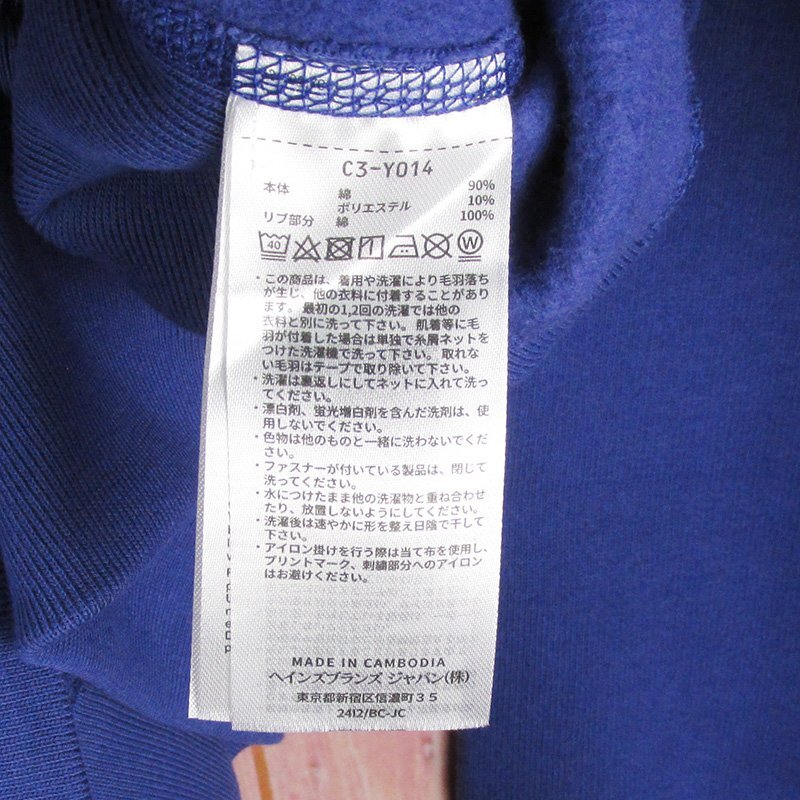 C3-Y014
本体 綿 90%
ポリエステル 10%
リブ部分 綿 100%
40 W
・この商品は、着用や洗濯により毛羽落ち
が生じ、他の衣料に付着することがあり
ます。最初の1,2回の洗濯では他の
衣料と別に洗って下さい。肌着等に毛
羽が付着した場合は単独で糸屑ネットを
つけた洗濯機で洗って下さい。取れな
い毛羽はテープで取り除いて下さい。
・洗濯は裏返しにしてネットに入れて洗っ
てください。
・漂白剤、蛍光増白剤を含んだ洗剤は、使
用しないでください。
・色物は他のものと一緒に洗わないでくだ
さい。
・ファスナーが付いている製品は、閉じて
洗ってください。
・水につけたまま他の洗濯物と重ね合わせ
たり、放置しないようにしてください。
・洗濯後は速やかに形を整え日陰で干して
下さい。
・アイロン掛けを行う際は当て布を使用し、
プリントマーク、刺繍部分へのアイロン
はお避けください。
MADE IN CAMBODIA
ヘインズブランズ ジャパン(株)
東京都新宿区信濃町35
2412/BC-JC